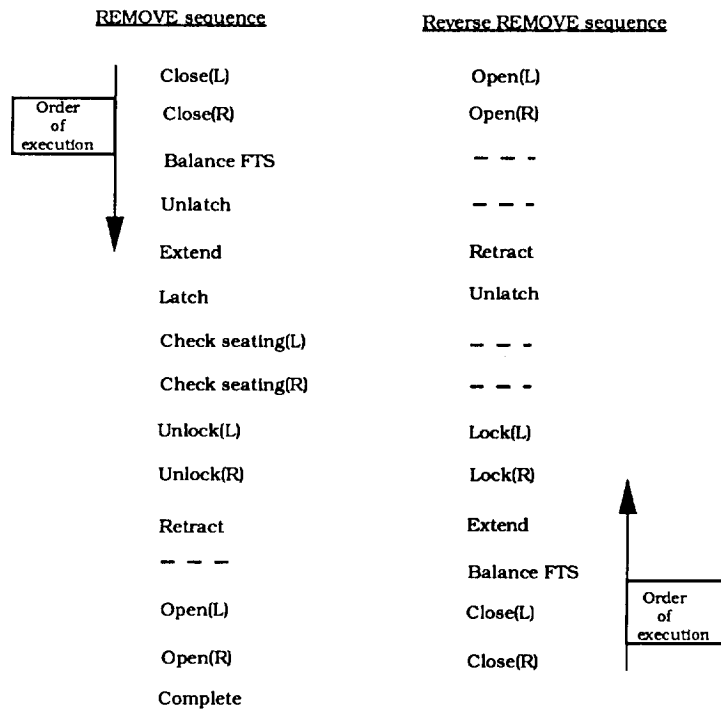 REMOVE sequence
Reverse REMOVE sequence
Order
of
execution
Close(L)
Open(L)
Close(R)
Open(R)
Balance FTS
- - -
Unlatch
- - -
Extend
Retract
Latch
Unlatch
Check seating(L)
- - -
Check seating(R)
- - -
Unlock(L)
Lock(L)
Unlock(R)
Lock(R)
Retract
Extend
- - -
Balance FTS
Open(L)
Close(L)
Open(R)
Close(R)
Complete
Order
of
execution